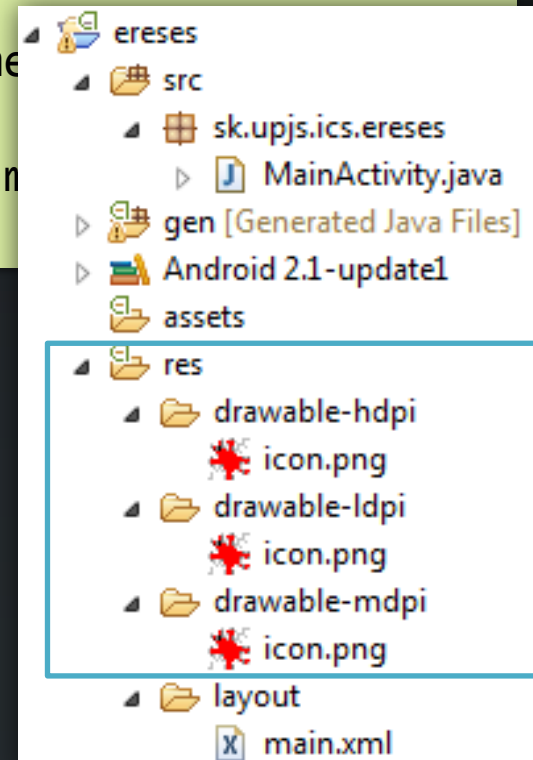 ereses
src
sk.upjs.ics.ereses
MainActivity.java
gen [Generated Java Files]
Android 2.1-update1
assets
res
drawable-hdpi
icon.png
drawable-ldpi
icon.png
drawable-mdpi
icon.png
layout
main.xml